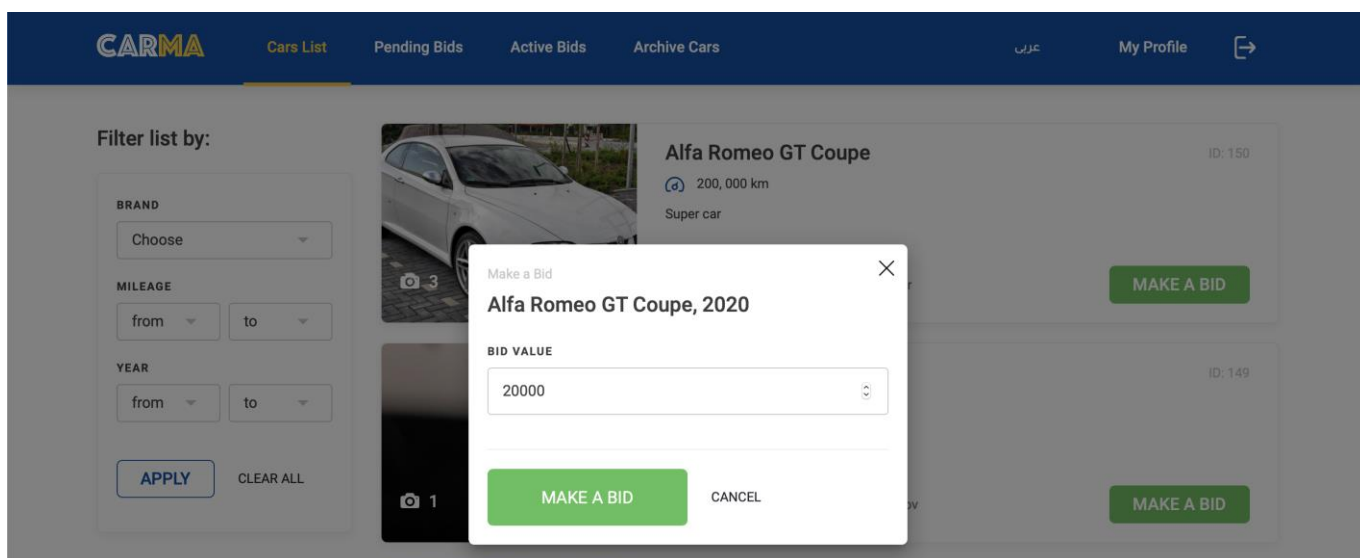 CARMA
Cars List
Pending Bids
Active Bids
Archive Cars
عربى
My Profile
Filter list by:
BRAND
Choose
MILEAGE
from
to
YEAR
from
to
APPLY
CLEAR ALL
Alfa Romeo GT Coupe
ID: 150
200, 000 km
Super car
3
r
MAKE A BID
Make a Bid
Alfa Romeo GT Coupe, 2020
BID VALUE
20000
MAKE A BID
CANCEL
ID: 149
1
ov
MAKE A BID